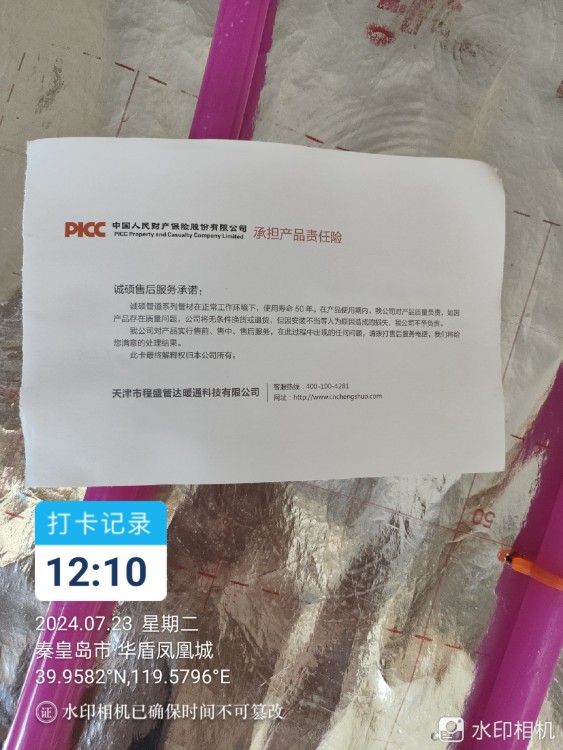 PICC 中国人民财产保险股份有限公司 承担产品责任险
PICC Property and Casualty Company Limited
诚硕售后服务承诺：
诚硕管道系列管材在正常工作环境下，使用寿命 50 年。在产品使用期内，我公司对产品质量负责，如因
产品存在质量问题，公司将无条件换货或退货，但因安装不当等人为原因造成的损失，我公司不予负责。
我公司对产品实行售前、售中、售后服务，在此过程中出现的任何问题，请拨打售后服务电话，我们将给
您满意的处理结果。
此卡最终解释权归本公司所有。
天津市程盛管达暖通科技有限公司
客服热线：400-100-4281
网址：http://www.cnchengshuo.com
50
打卡记录
12:10
2024.07.23 星期二
秦皇岛市·华盾凤凰城
39.9582°N,119.5796°E
证 水印相机已确保时间不可篡改
水印相机